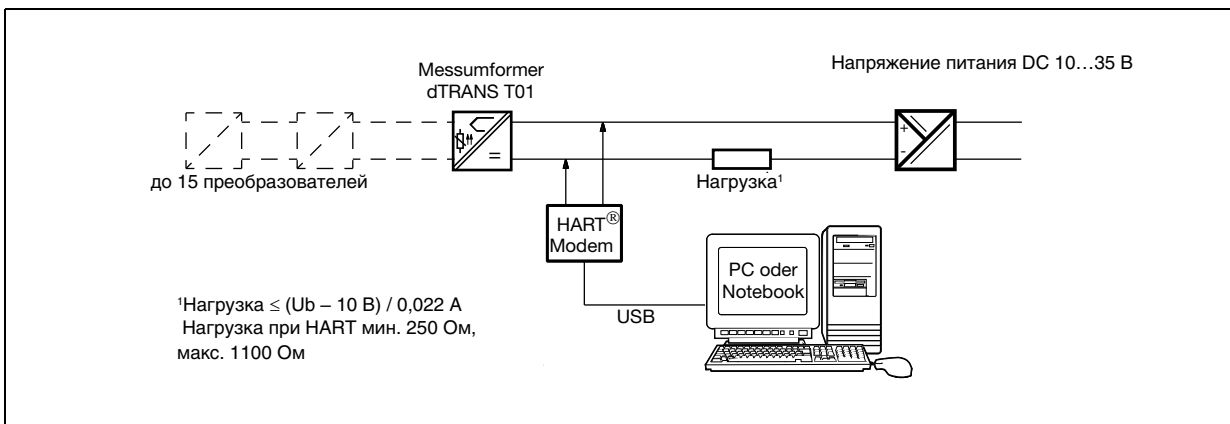 Messumformer
dTRANS T01
Напряжение питания DC 10...35 В
+
-
=
до 15 преобразователей
Нагрузка¹
HART®
Modem
PC oder
Notebook
USB
¹Нагрузка ≤ (Ub – 10 В) / 0,022 А
Нагрузка при HART мин. 250 Ом,
макс. 1100 Ом